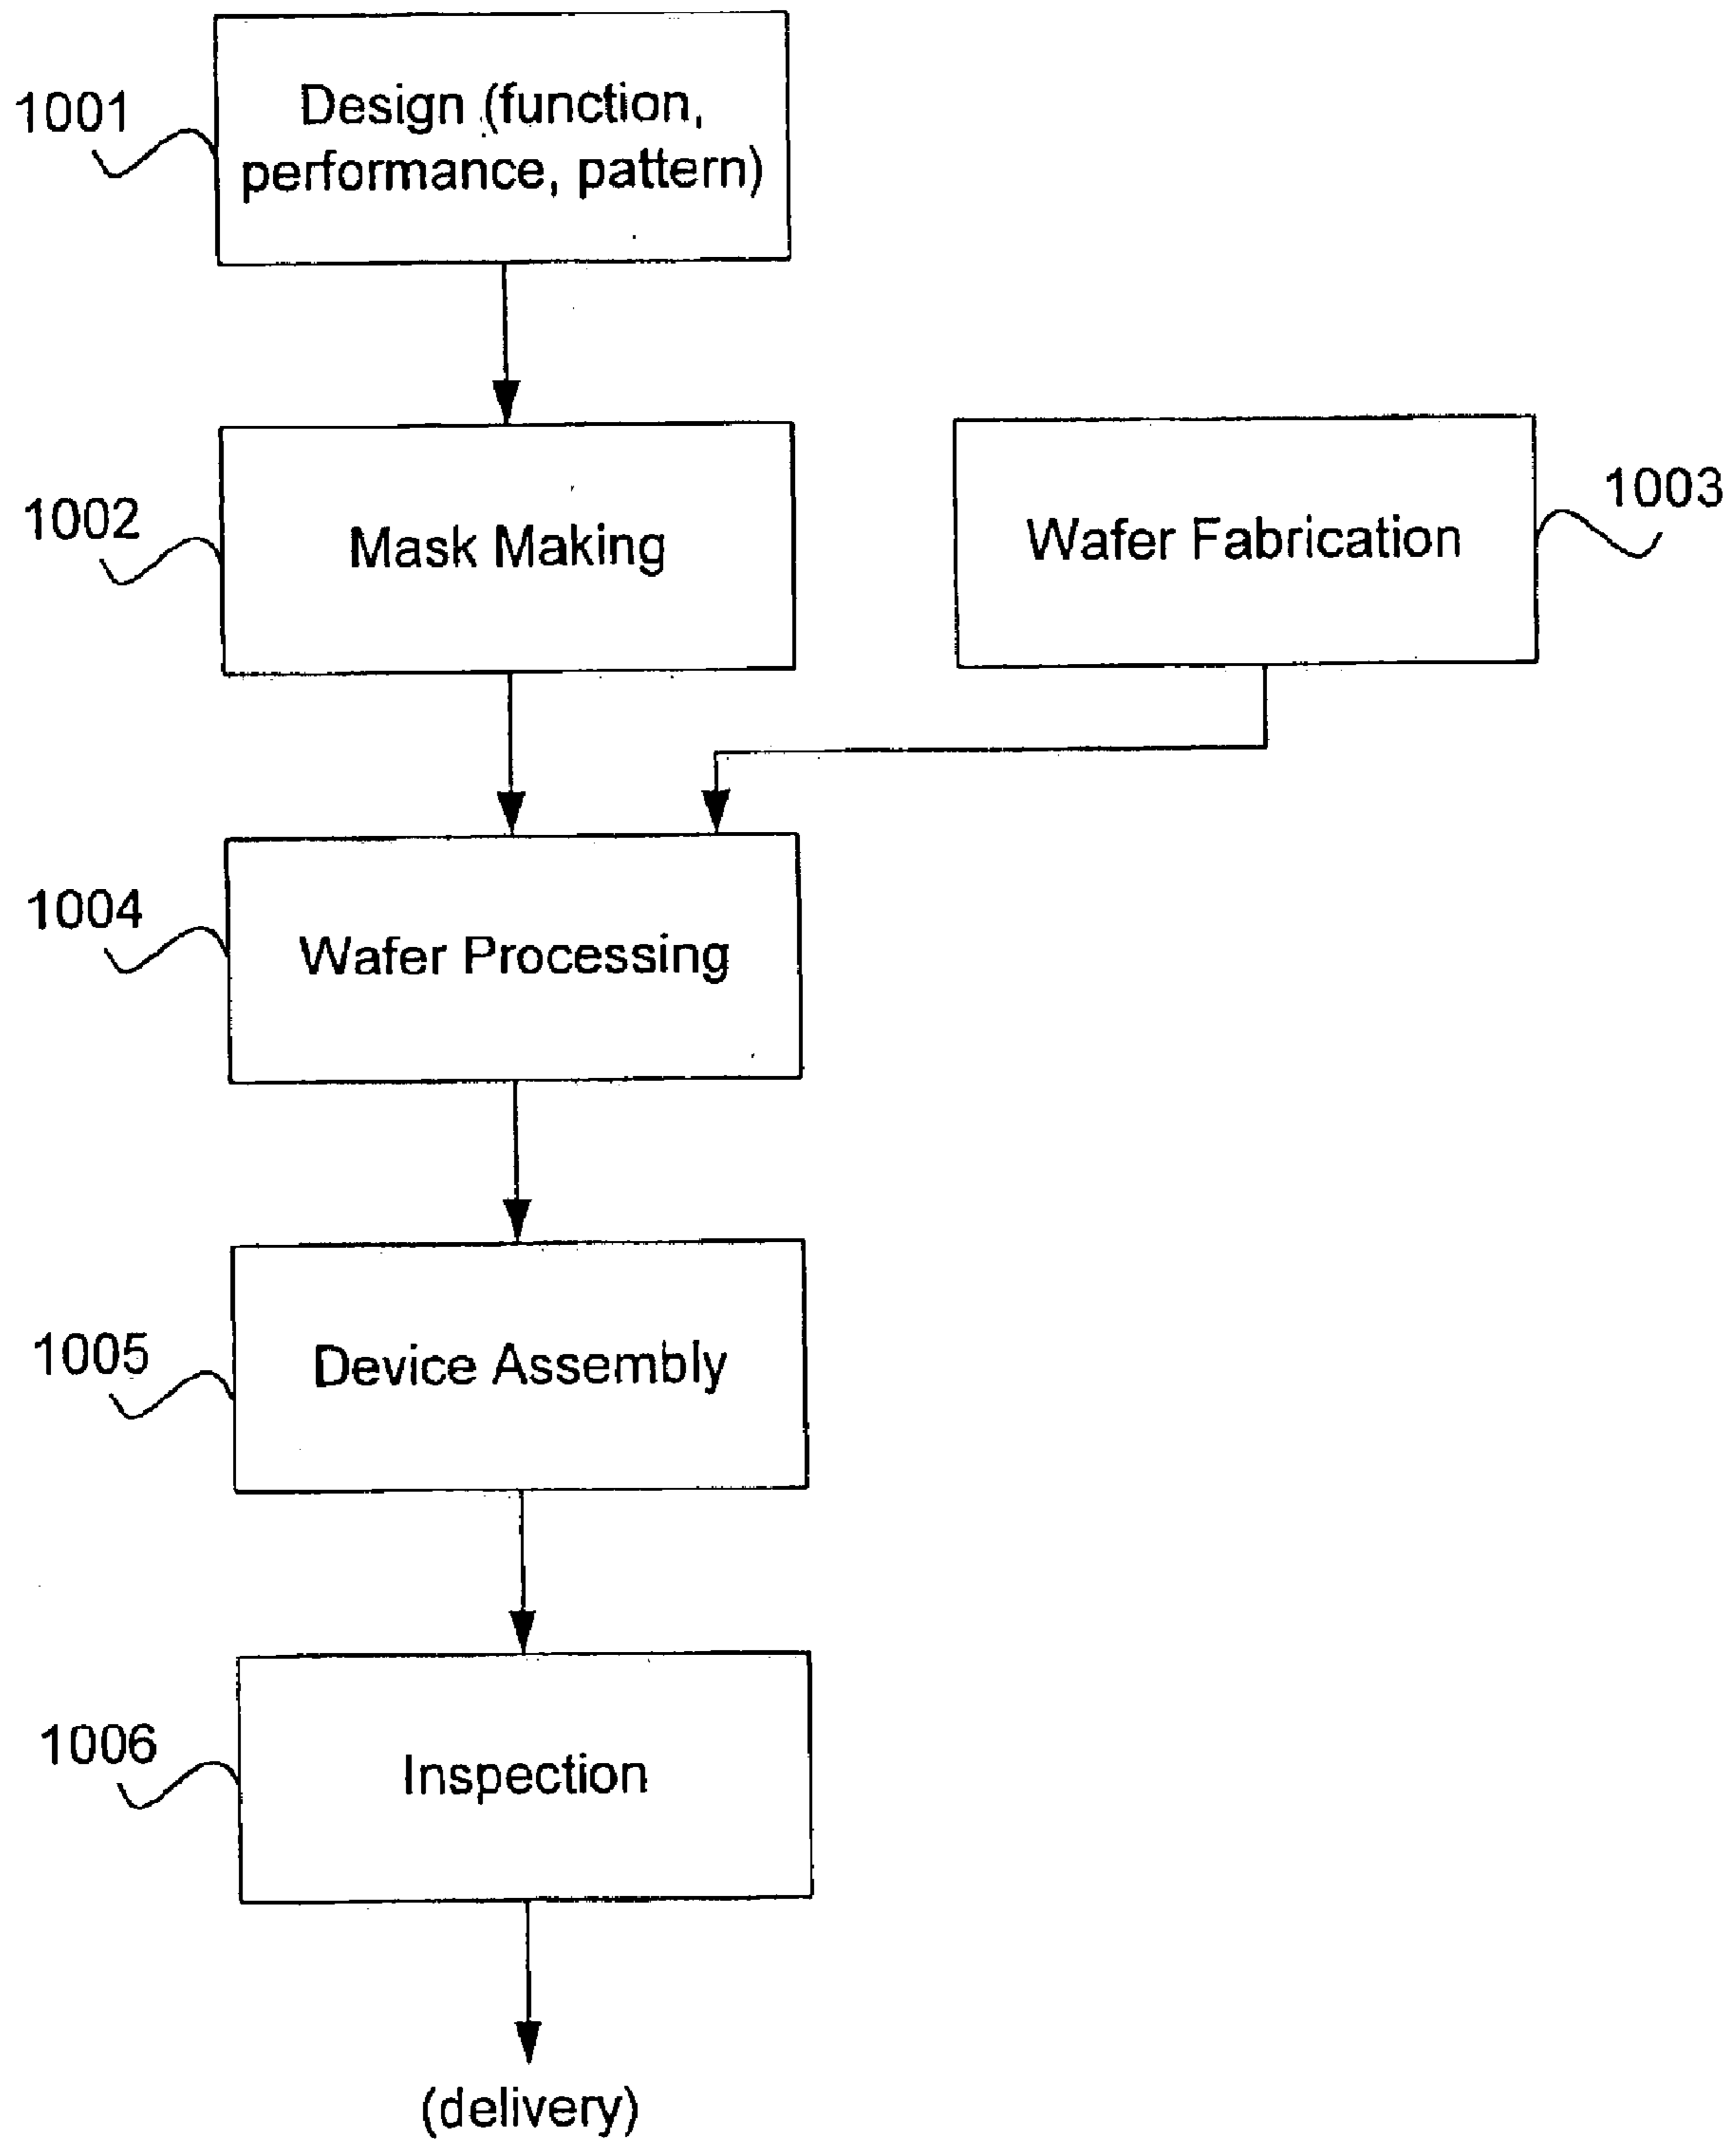 1001
Design (function,
performance, pattern)
1002
Mask Making
Wafer Fabrication
1003
1004
Wafer Processing
1005
Device Assembly
1006
Inspection
(delivery)